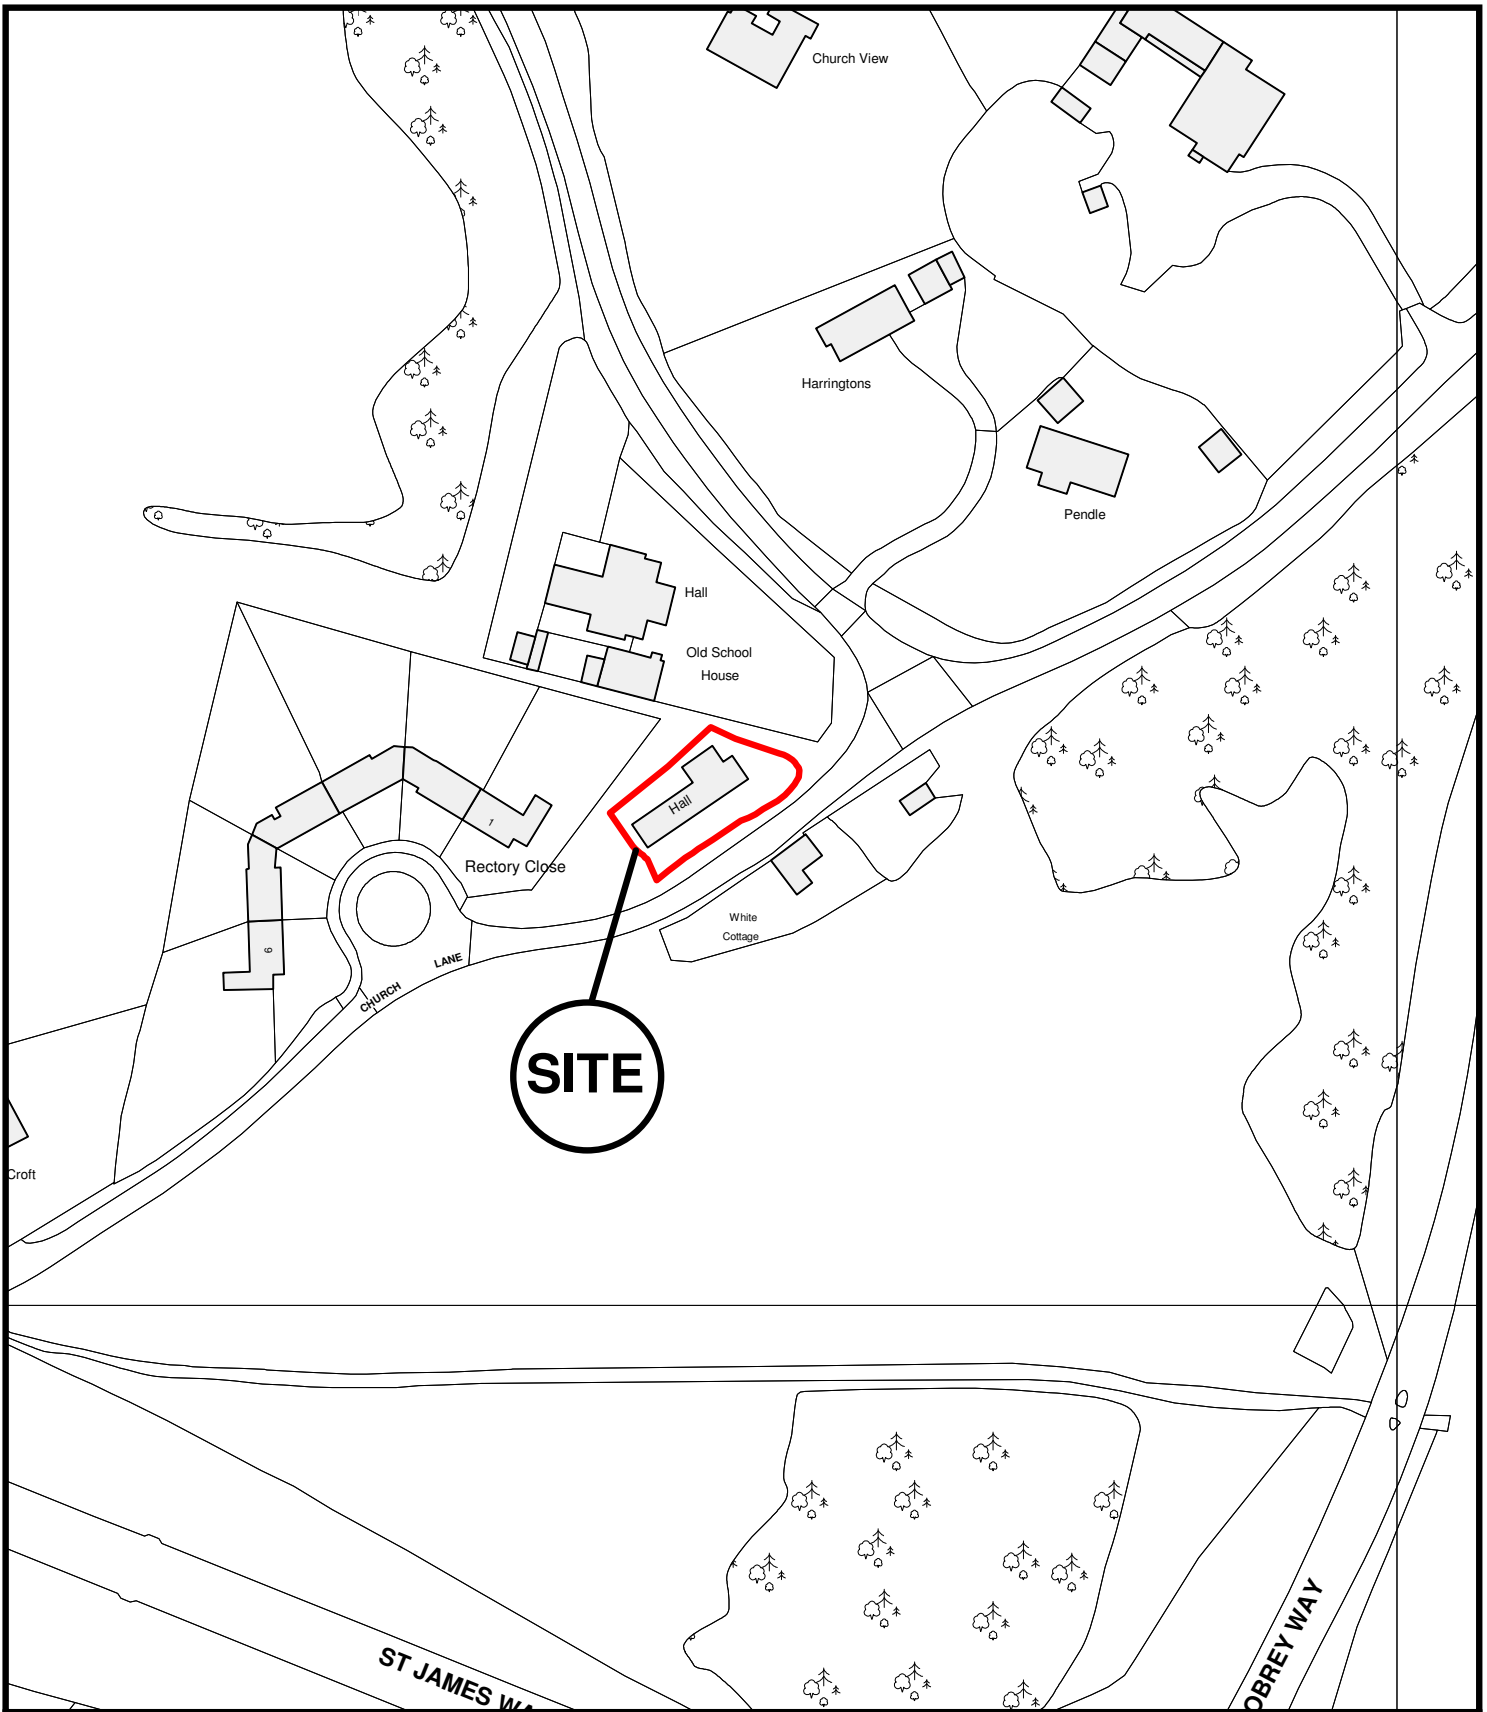 Church View
Harringtons
Pendle
Hall
Old School
House
Hall
1
Rectory Close
White
Cottage
9
CHURCH
LANE
SITE
Croft
OBREY WAY
ST JAMES WA